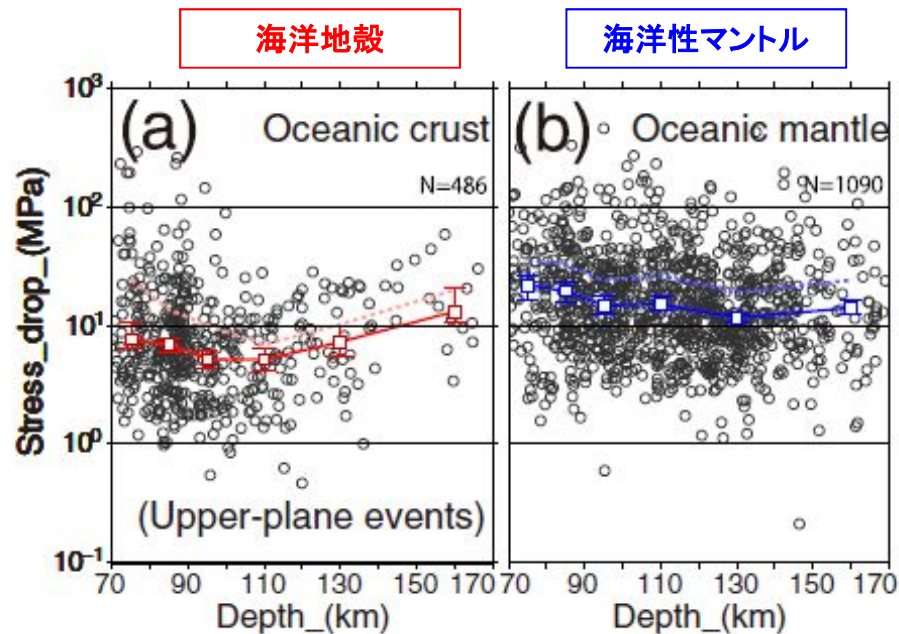 海洋地殻
海洋性マントル
(a)
Oceanic crust
N=486
(Upper-plane events)
(b)
Oceanic mantle
N=1090
Stress_drop_(MPa)
10³
10²
10¹
10⁰
10⁻¹
70 90 110 130 160 170
Depth_(km)
70 90 110 130 160 170
Depth_(km)